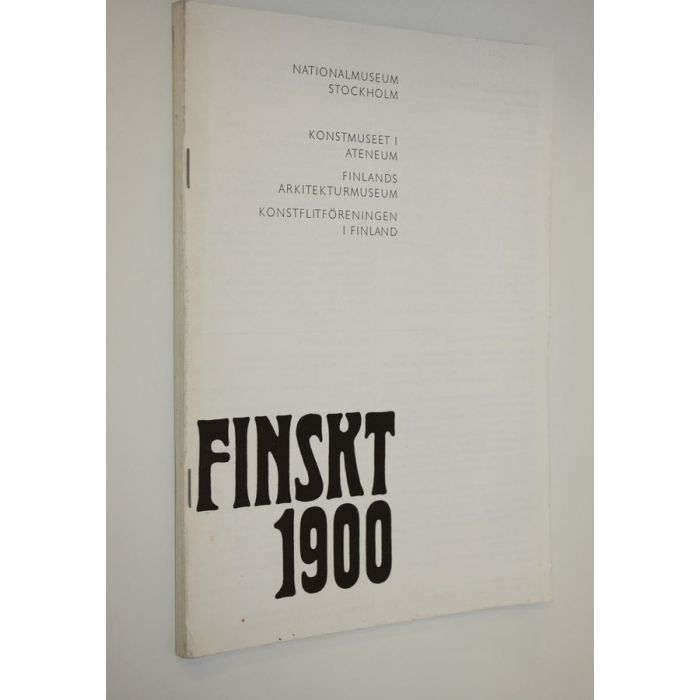 NATIONALMUSEUM
STOCKHOLM
KONSTMUSEET I
ATENEUM
FINLANDS
ARKITEKTURMUSEUM
KONSTFLITFÖRENINGEN
I FINLAND
FINSKT
1900